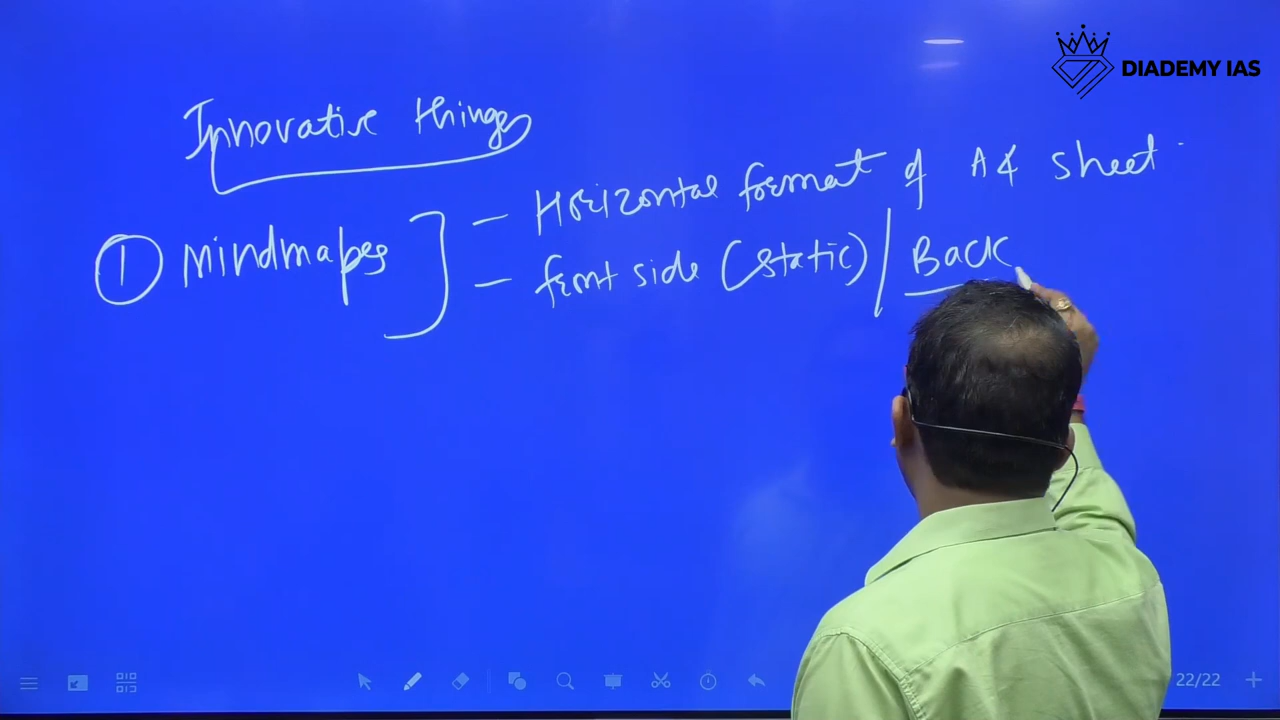 DIADEMY IAS
Innovative things
① Mindmaps
- Horizontal format of A4 sheet
- front side (static) / Back
22/22